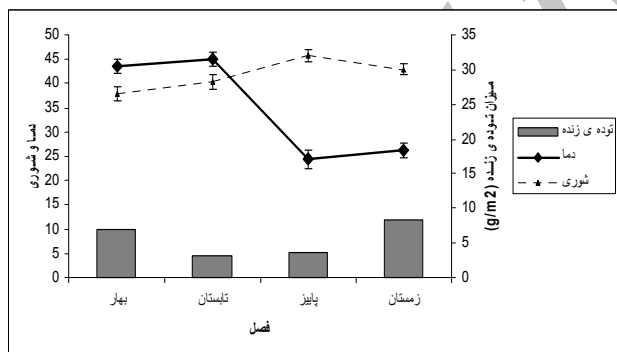 50
45
40
35
30
25
20
15
10
5
0
دما و شوری
35
30
25
20
15
10
5
0
میزان توده ی زنده (g/m2)
بهار
تابستان
پاییز
زمستان
فصل
توده ی زنده
دما
شوری